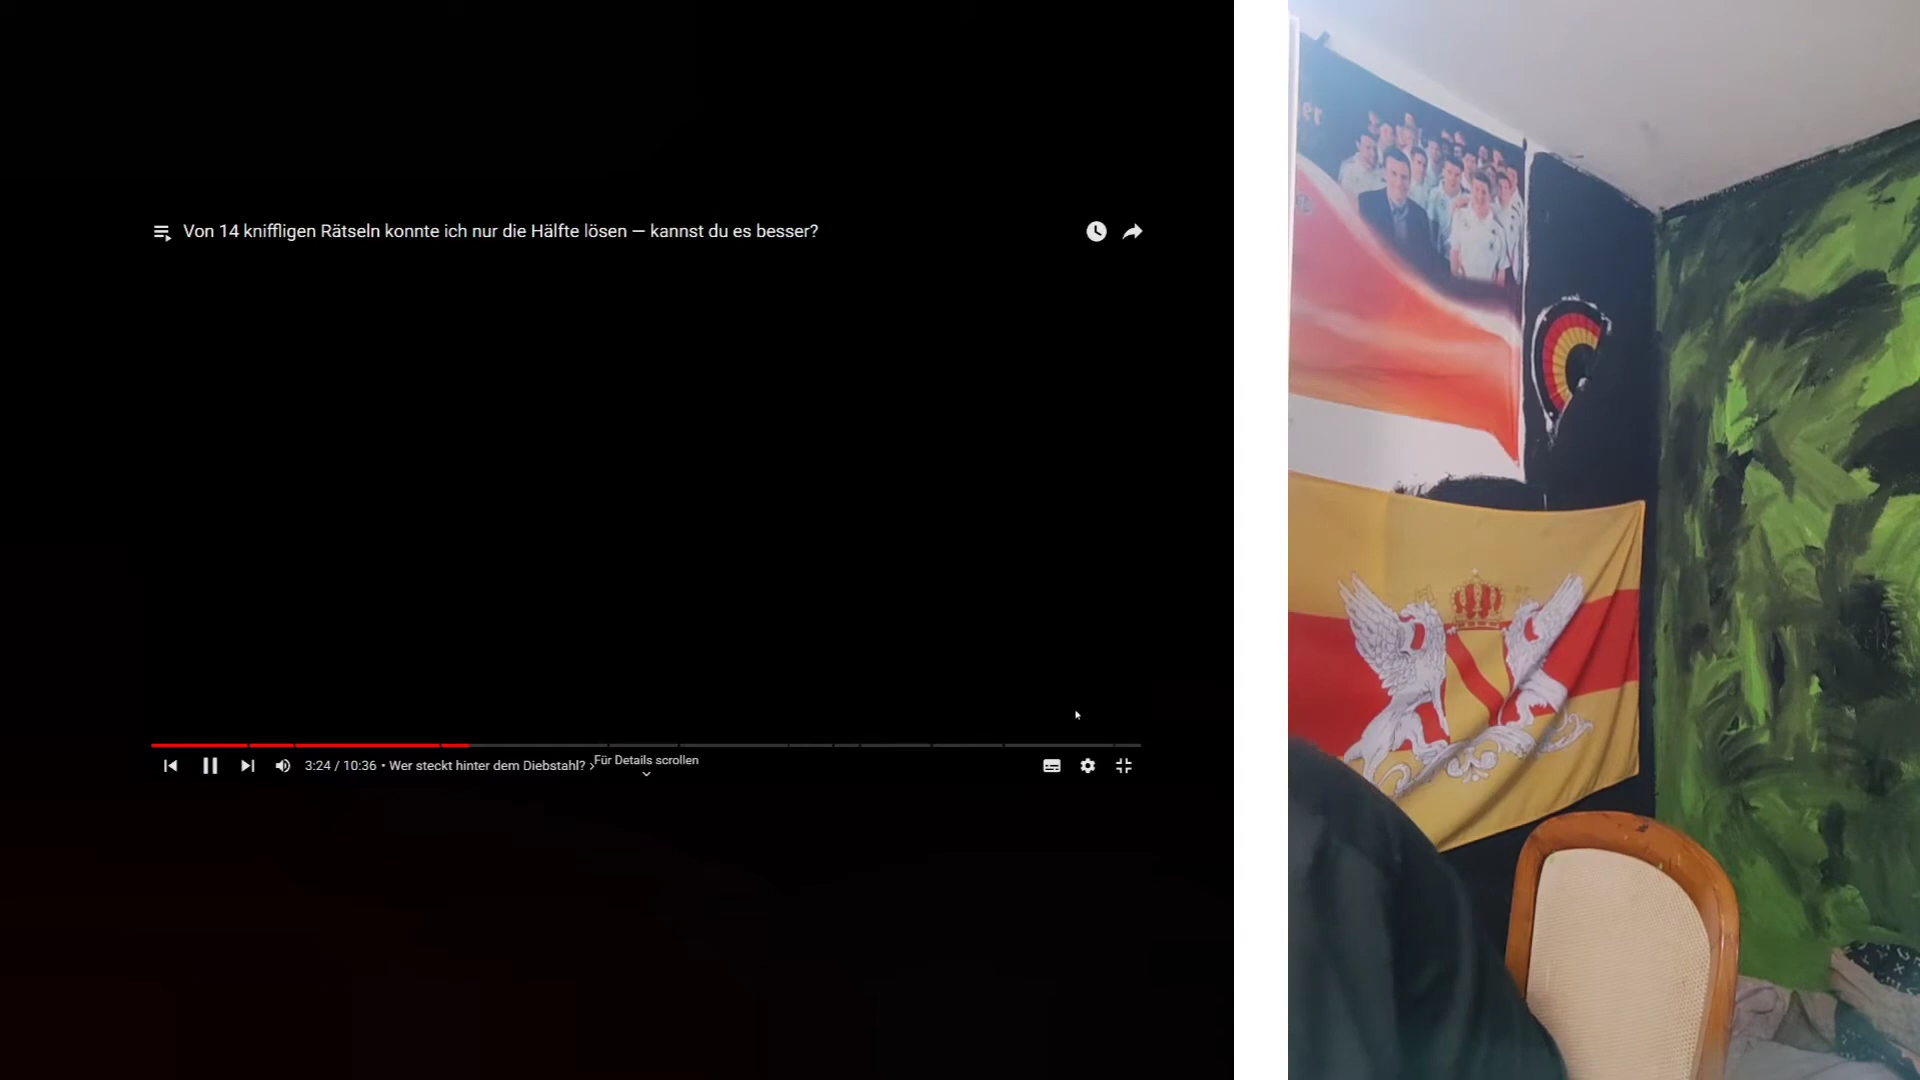 Von 14 kniffligen Rätseln konnte ich nur die Hälfte lösen — kannst du es besser?
3:24 / 10:36 • Wer steckt hinter dem Diebstahl? ›
Für Details scrollen